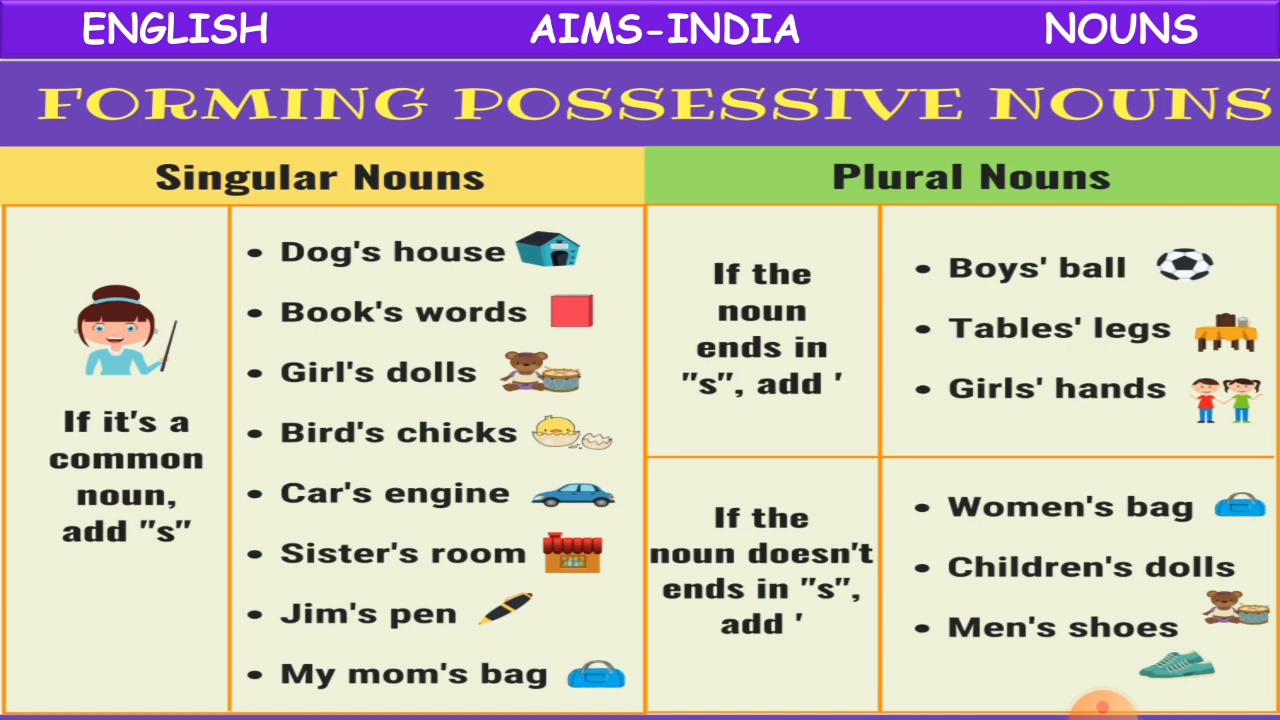 ENGLISH AIMS-INDIA NOUNS
FORMING POSSESSIVE NOUNS
Singular Nouns
Plural Nouns
If it's a
common
noun,
add "s"
• Dog's house
• Book's words
• Girl's dolls
• Bird's chicks
• Car's engine
• Sister's room
• Jim's pen
• My mom's bag
If the
noun
ends in
"s", add '
• Boys' ball
• Tables' legs
• Girls' hands
If the
noun doesn't
ends in "s",
add '
• Women's bag
• Children's dolls
• Men's shoes